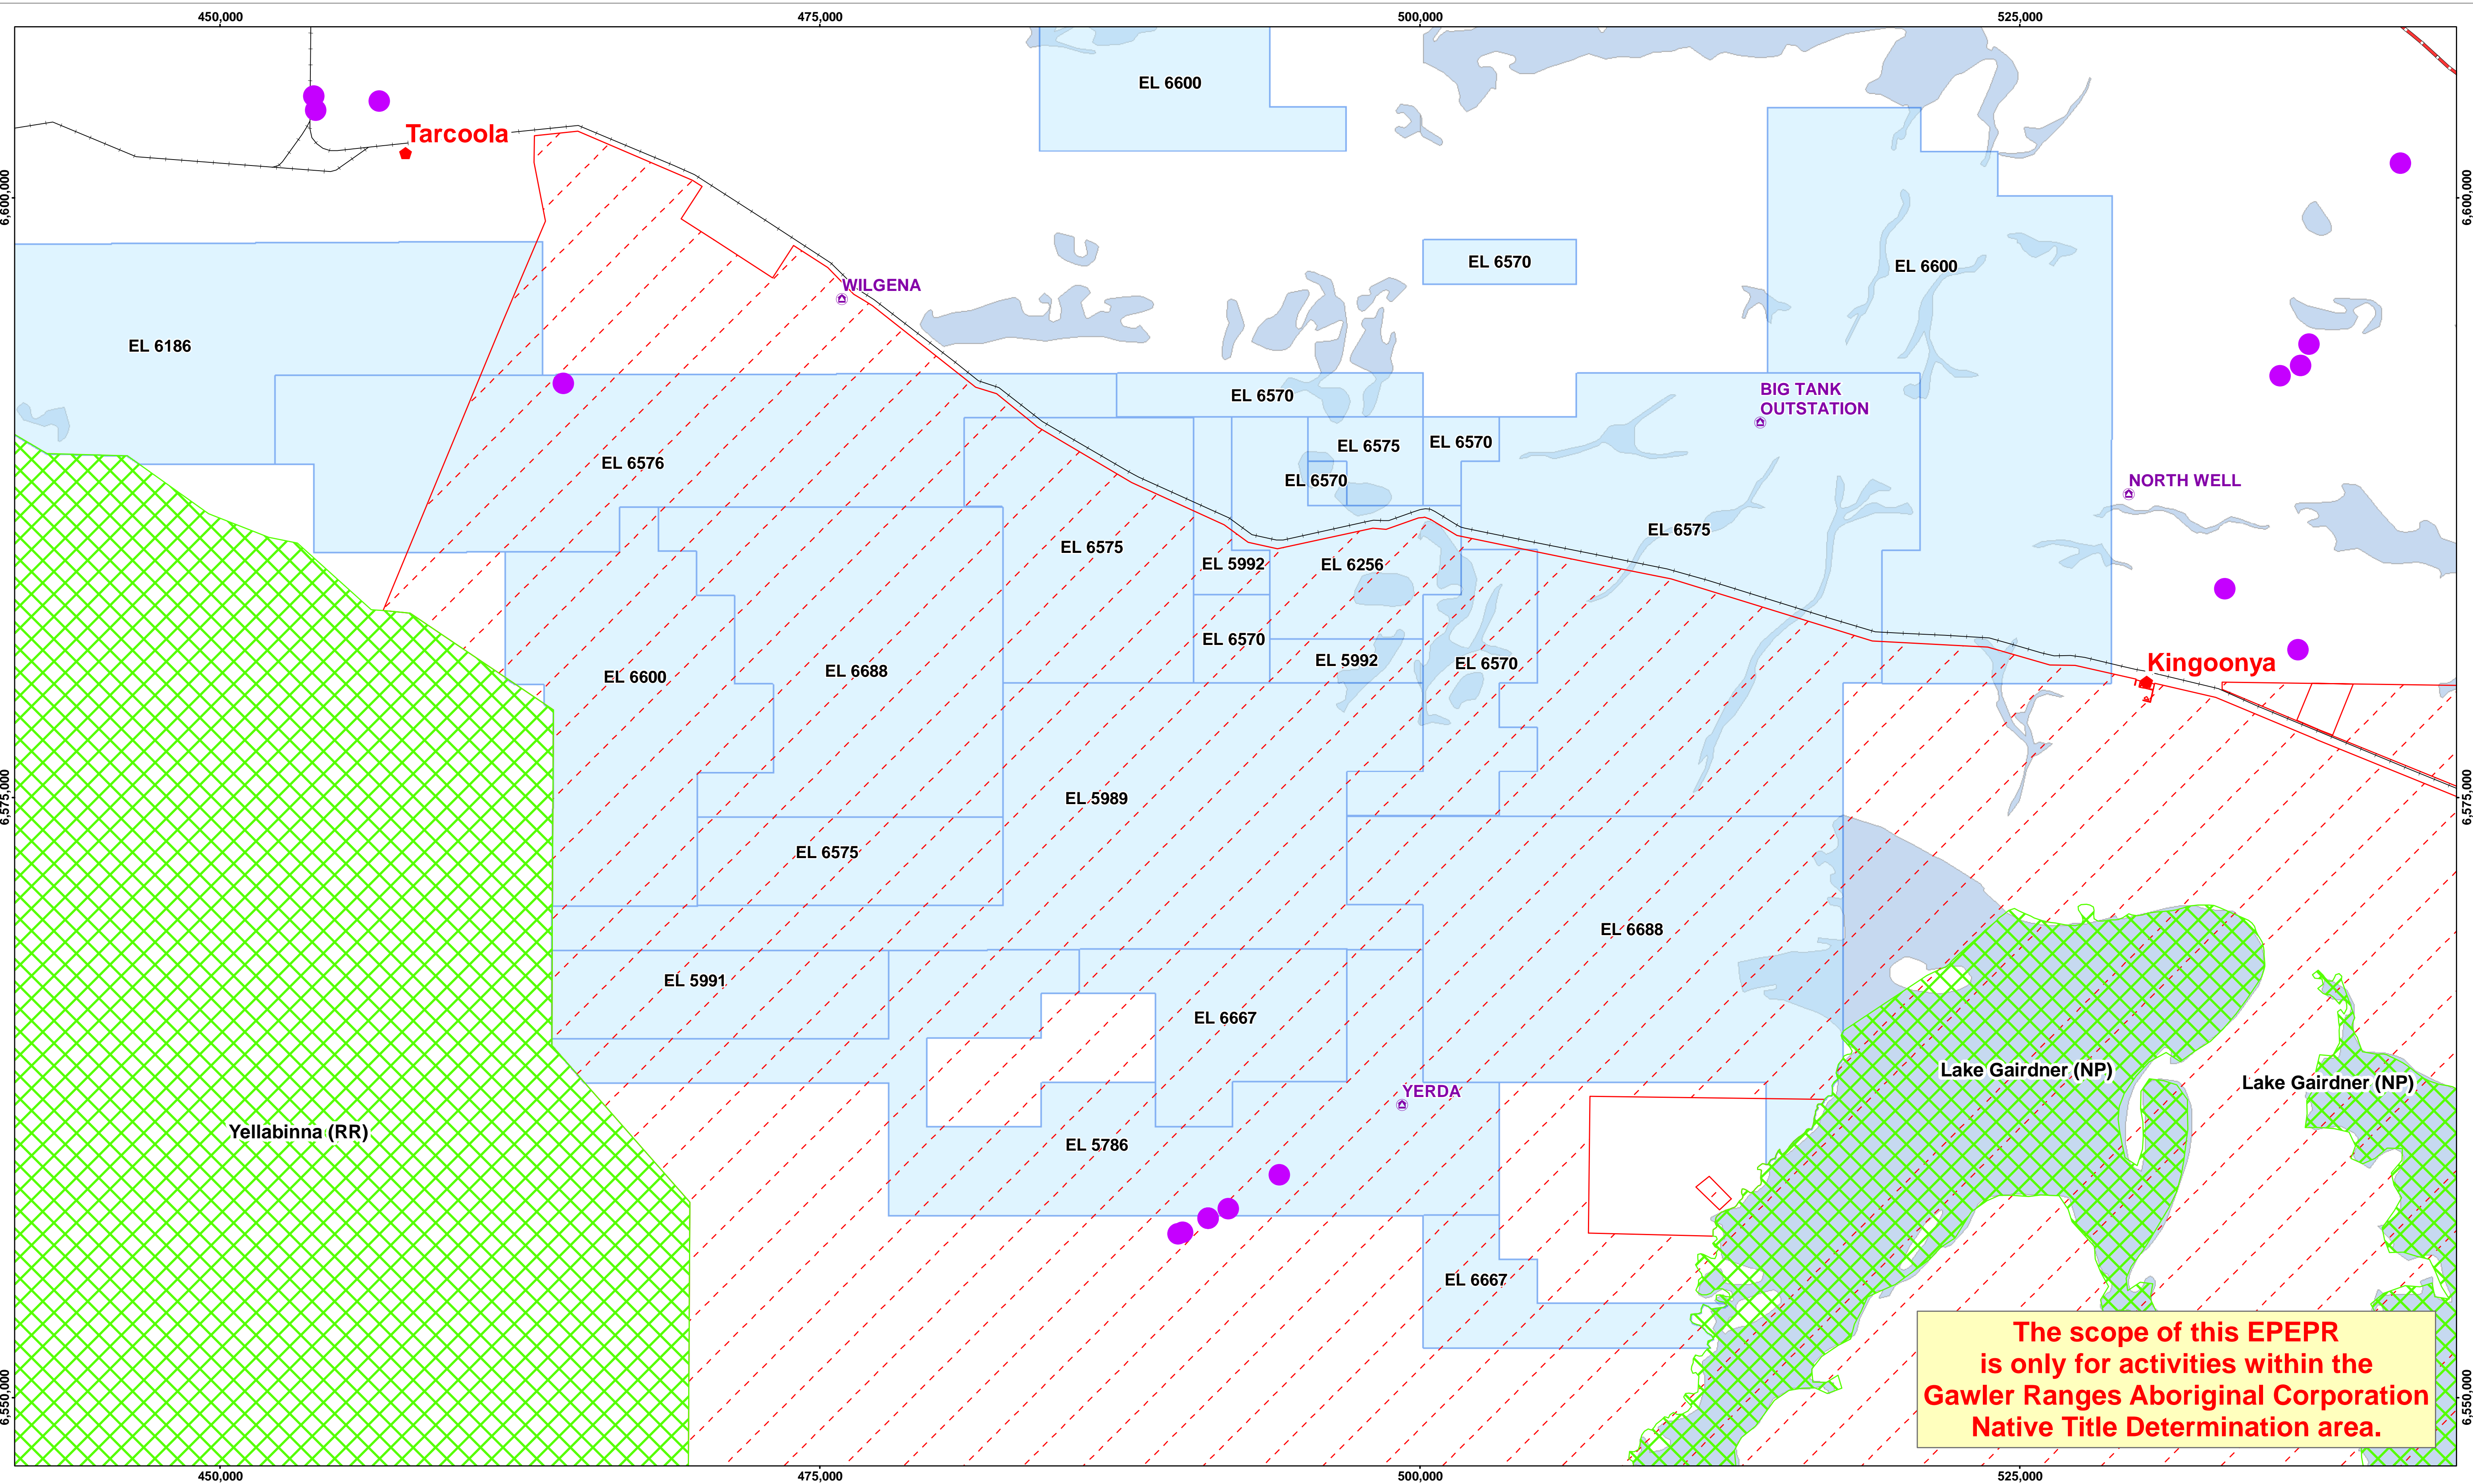 450,000
475,000
500,000
525,000
EL 6600
Tarcoola
6,600,000
6,600,000
EL 6570
EL 6600
WILGENA
EL 6186
BIG TANK
OUTSTATION
EL 6570
EL 6575
EL 6570
EL 6576
EL 6570
NORTH WELL
EL 6575
EL 6575
EL 5992
EL 6256
EL 6570
EL 5992
EL 6570
Kingoonya
EL 6600
EL 6688
6,575,000
EL 5989
6,575,000
EL 6575
EL 6688
EL 5991
EL 6667
Lake Gairdner (NP)
Lake Gairdner (NP)
YERDA
Yellabinna (RR)
EL 5786
EL 6667
6,550,000
6,550,000
The scope of this EPEPR
is only for activities within the
Gawler Ranges Aboriginal Corporation
Native Title Determination area.
450,000
475,000
500,000
525,000